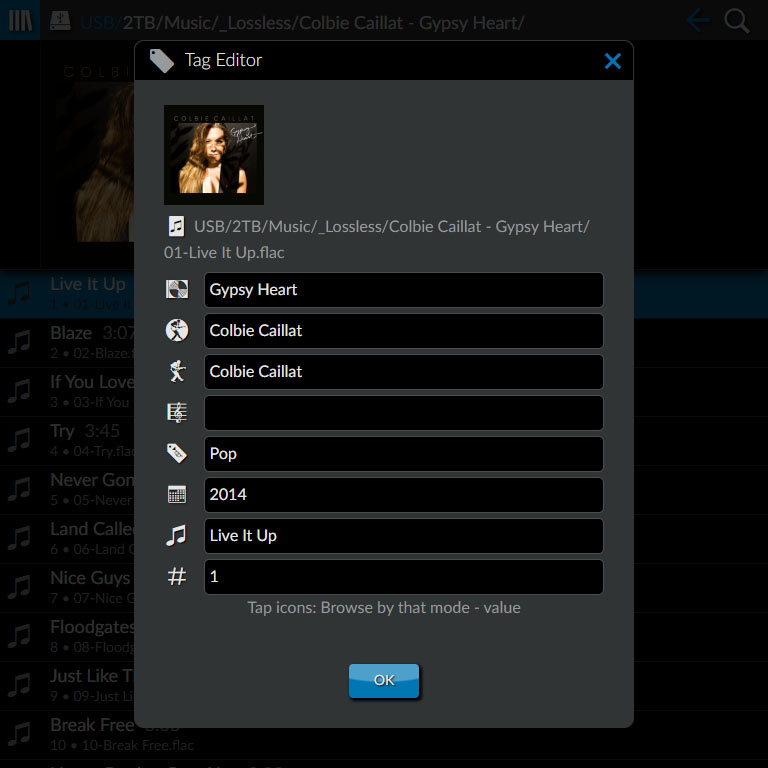 USB/2TB/Music/_Lossless/Colbie Caillat - Gypsy Heart/
Tag Editor
COLBIE CAILLAT
Gypsy Heart
USB/2TB/Music/_Lossless/Colbie Caillat - Gypsy Heart/
01-Live It Up.flac
Gypsy Heart
Colbie Caillat
Colbie Caillat
Pop
2014
Live It Up
1
Tap icons: Browse by that mode - value
OK
COLBI
Live It Up
1 • 01-Live It
Blaze 3:07
2 • 02-Blaze.f
If You Love
3 • 03-If You
Try 3:45
4 • 04-Try.flac
Never Gon
5 • 05-Never
Land Calle
6 • 06-Land
Nice Guys
7 • 07-Nice G
Floodgates
8 • 08-Floodg
Just Like T
9 • 09-Just Li
Break Free
10 • 10-Break Free.flac